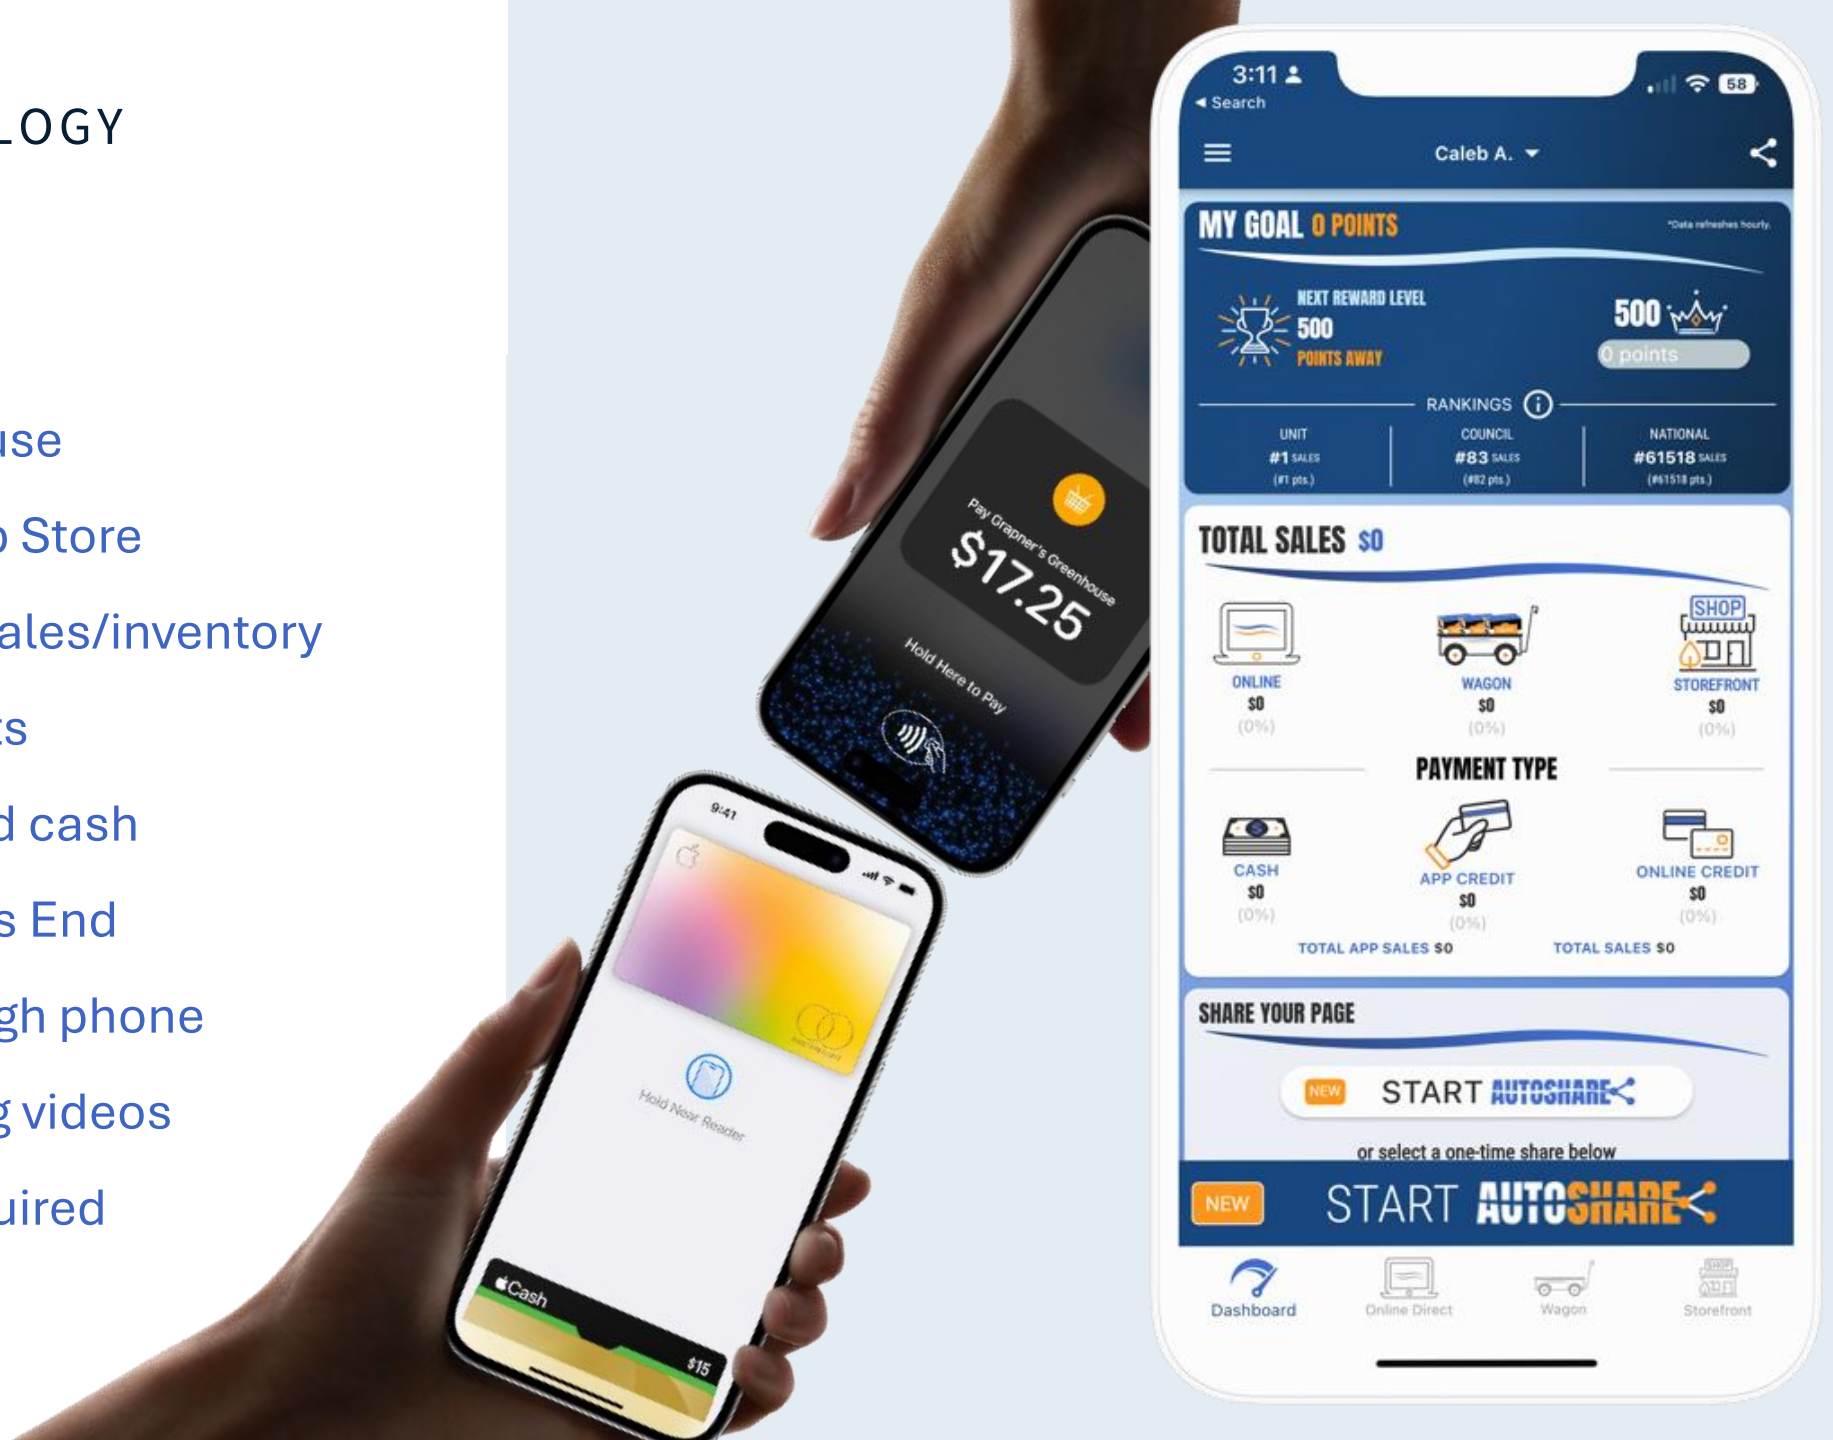 LOGY
use
p Store
ales/inventory
ts
d cash
s End
gh phone
g videos
uired
Pay Grapner's Greenhouse
$17.25
Hold Here to Pay
9:41
Hold Near Reader
Cash
$15
3:11
58
◀ Search
Caleb A.
MY GOAL 0 POINTS
*Data refreshes hourly.
NEXT REWARD LEVEL
500
POINTS AWAY
500
0 points
RANKINGS
UNIT COUNCIL NATIONAL
#1 SALES #83 SALES #61518 SALES
(#1 pts.) (#82 pts.) (#61518 pts.)
TOTAL SALES $0
SHOP
ONLINE WAGON STOREFRONT
$0 $0 $0
(0%) (0%) (0%)
PAYMENT TYPE
CASH APP CREDIT ONLINE CREDIT
$0 $0 $0
(0%) (0%) (0%)
TOTAL APP SALES $0 TOTAL SALES $0
SHARE YOUR PAGE
NEW START AUTOSHARE
or select a one-time share below
NEW START AUTOSHARE
SHOP
Dashboard Online Direct Wagon Storefront